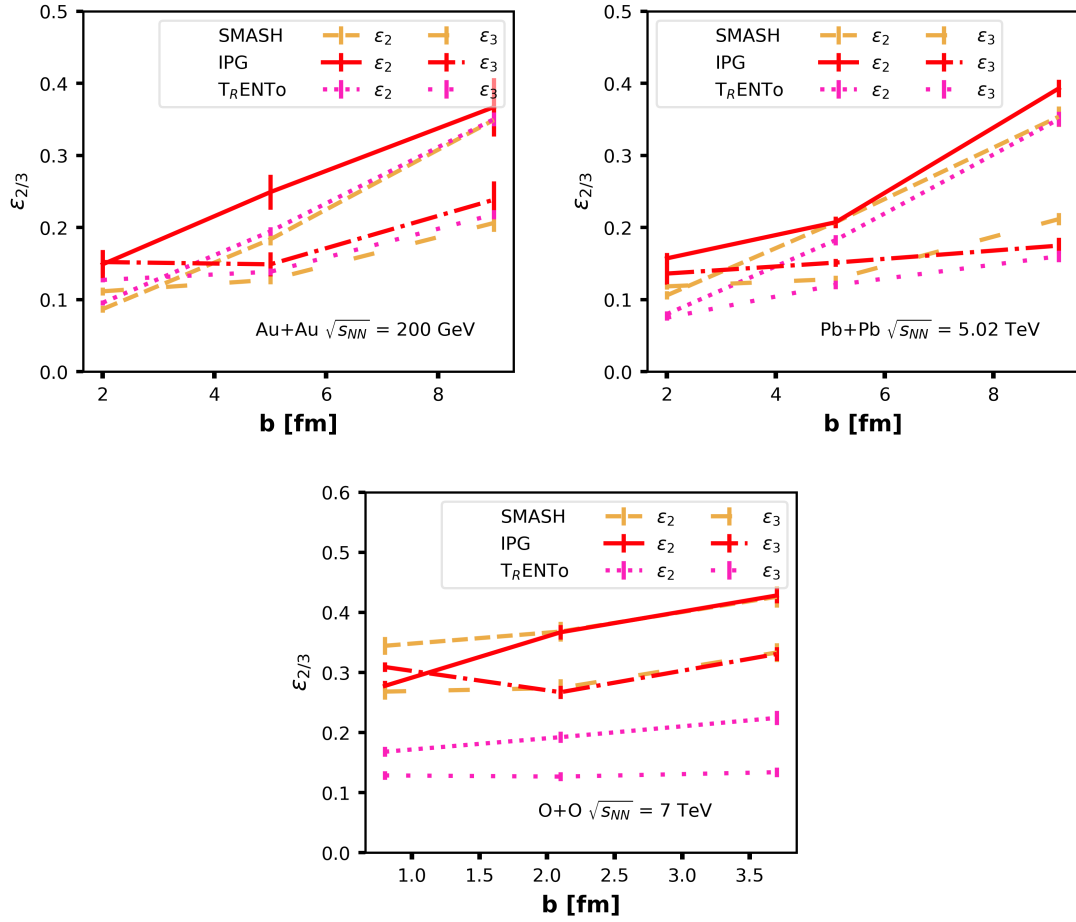 0.5
0.4
0.3
0.2
0.1
0.0
ε2/3
SMASH ε2 ε3
IPG ε2 ε3
TRENTo ε2 ε3
Au+Au √sNN = 200 GeV
2 4 6 8
b [fm]
0.5
0.4
0.3
0.2
0.1
0.0
ε2/3
SMASH ε2 ε3
IPG ε2 ε3
TRENTo ε2 ε3
Pb+Pb √sNN = 5.02 TeV
2 4 6 8
b [fm]
0.6
0.5
0.4
0.3
0.2
0.1
0.0
ε2/3
SMASH ε2 ε3
IPG ε2 ε3
TRENTo ε2 ε3
O+O √sNN = 7 TeV
1.0 1.5 2.0 2.5 3.0 3.5
b [fm]